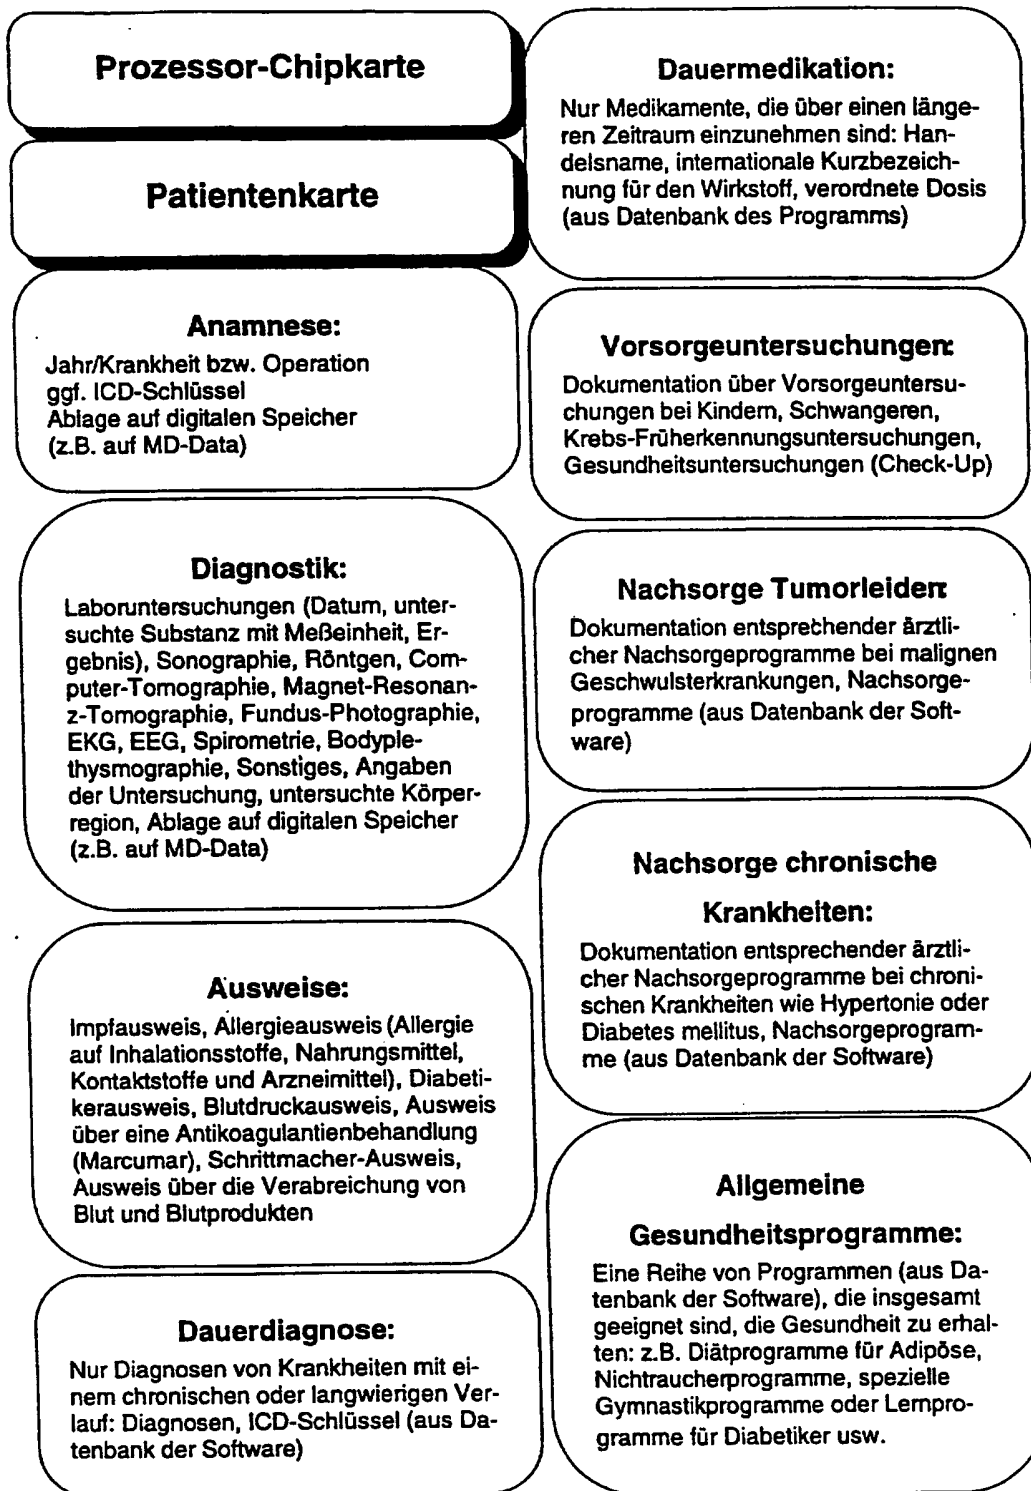 Prozessor-Chipkarte
Patientenkarte
Anamnese:
Jahr/Krankheit bzw. Operation
ggf. ICD-Schlüssel
Ablage auf digitalen Speicher
(z.B. auf MD-Data)
Diagnostik:
Laboruntersuchungen (Datum, unter-
suchte Substanz mit Meßeinheit, Er-
gebnis), Sonographie, Röntgen, Com-
puter-Tomographie, Magnet-Resonan-
z-Tomographie, Fundus-Photographie,
EKG, EEG, Spirometrie, Bodyple-
thysmographie, Sonstiges, Angaben
der Untersuchung, untersuchte Körper-
region, Ablage auf digitalen Speicher
(z.B. auf MD-Data)
Ausweise:
Impfausweis, Allergieausweis (Allergie
auf Inhalationsstoffe, Nahrungsmittel,
Kontaktstoffe und Arzneimittel), Diabeti-
kerausweis, Blutdruckausweis, Ausweis
über eine Antikoagulantienbehandlung
(Marcumar), Schrittmacher-Ausweis,
Ausweis über die Verabreichung von
Blut und Blutprodukten
Dauerdiagnose:
Nur Diagnosen von Krankheiten mit ei-
nem chronischen oder langwierigen Ver-
lauf: Diagnosen, ICD-Schlüssel (aus Da-
tenbank der Software)
Dauermedikation:
Nur Medikamente, die über einen länge-
ren Zeitraum einzunehmen sind: Han-
delsname, internationale Kurzbezeich-
nung für den Wirkstoff, verordnete Dosis
(aus Datenbank des Programms)
Vorsorgeuntersuchungen:
Dokumentation über Vorsorgeuntersu-
chungen bei Kindern, Schwangeren,
Krebs-Früherkennungsuntersuchungen,
Gesundheitsuntersuchungen (Check-Up)
Nachsorge Tumorleiden:
Dokumentation entsprechender ärztli-
cher Nachsorgeprogramme bei malignen
Geschwulsterkrankungen, Nachsorge-
programme (aus Datenbank der Soft-
ware)
Nachsorge chronische
Krankheiten:
Dokumentation entsprechender ärztli-
cher Nachsorgeprogramme bei chroni-
schen Krankheiten wie Hypertonie oder
Diabetes mellitus, Nachsorgeprogram-
me (aus Datenbank der Software)
Allgemeine
Gesundheitsprogramme:
Eine Reihe von Programmen (aus Da-
tenbank der Software), die insgesamt
geeignet sind, die Gesundheit zu erhal-
ten: z.B. Diätprogramme für Adipöse,
Nichtraucherprogramme, spezielle
Gymnastikprogramme oder Lernpro-
gramme für Diabetiker usw.